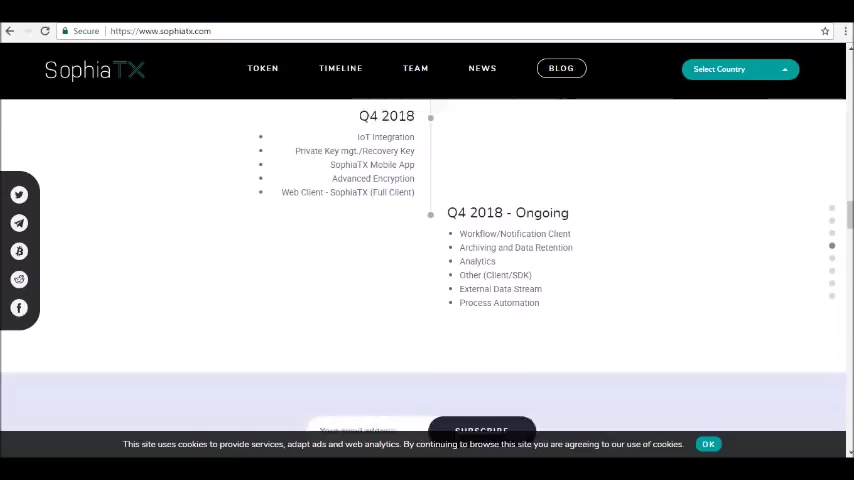 Secure https://www.sophiatx.com
SophiaTX TOKEN TIMELINE TEAM NEWS BLOG Select Country
Q4 2018
IoT Integration
Private Key mgt./Recovery Key
SophiaTX Mobile App
Advanced Encryption
Web Client - SophiaTX (Full Client)
Q4 2018 - Ongoing
Workflow/Notification Client
Archiving and Data Retention
Analytics
Other (Client/SDK)
External Data Stream
Process Automation
Your email address SUBSCRIBE
This site uses cookies to provide services, adapt ads and web analytics. By continuing to browse this site you are agreeing to our use of cookies. OK